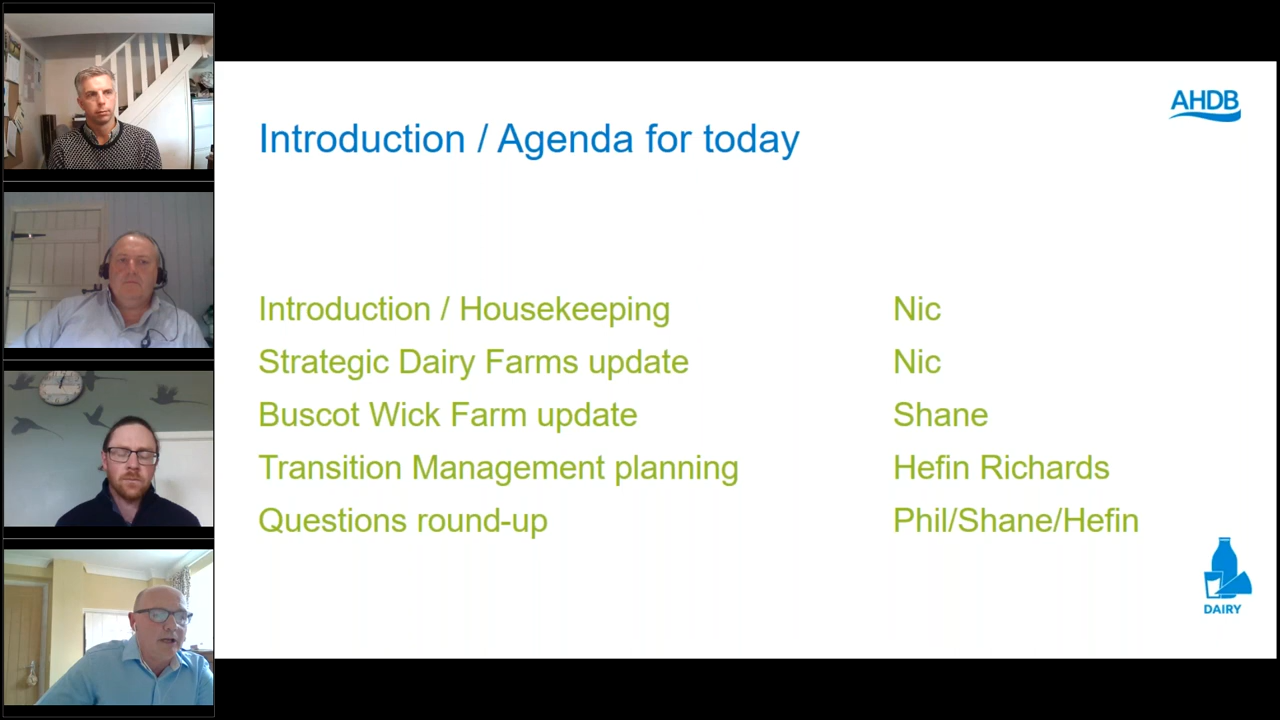 AHDB
Introduction / Agenda for today
Introduction / Housekeeping Nic
Strategic Dairy Farms update Nic
Buscot Wick Farm update Shane
Transition Management planning Hefin Richards
Questions round-up Phil/Shane/Hefin
DAIRY